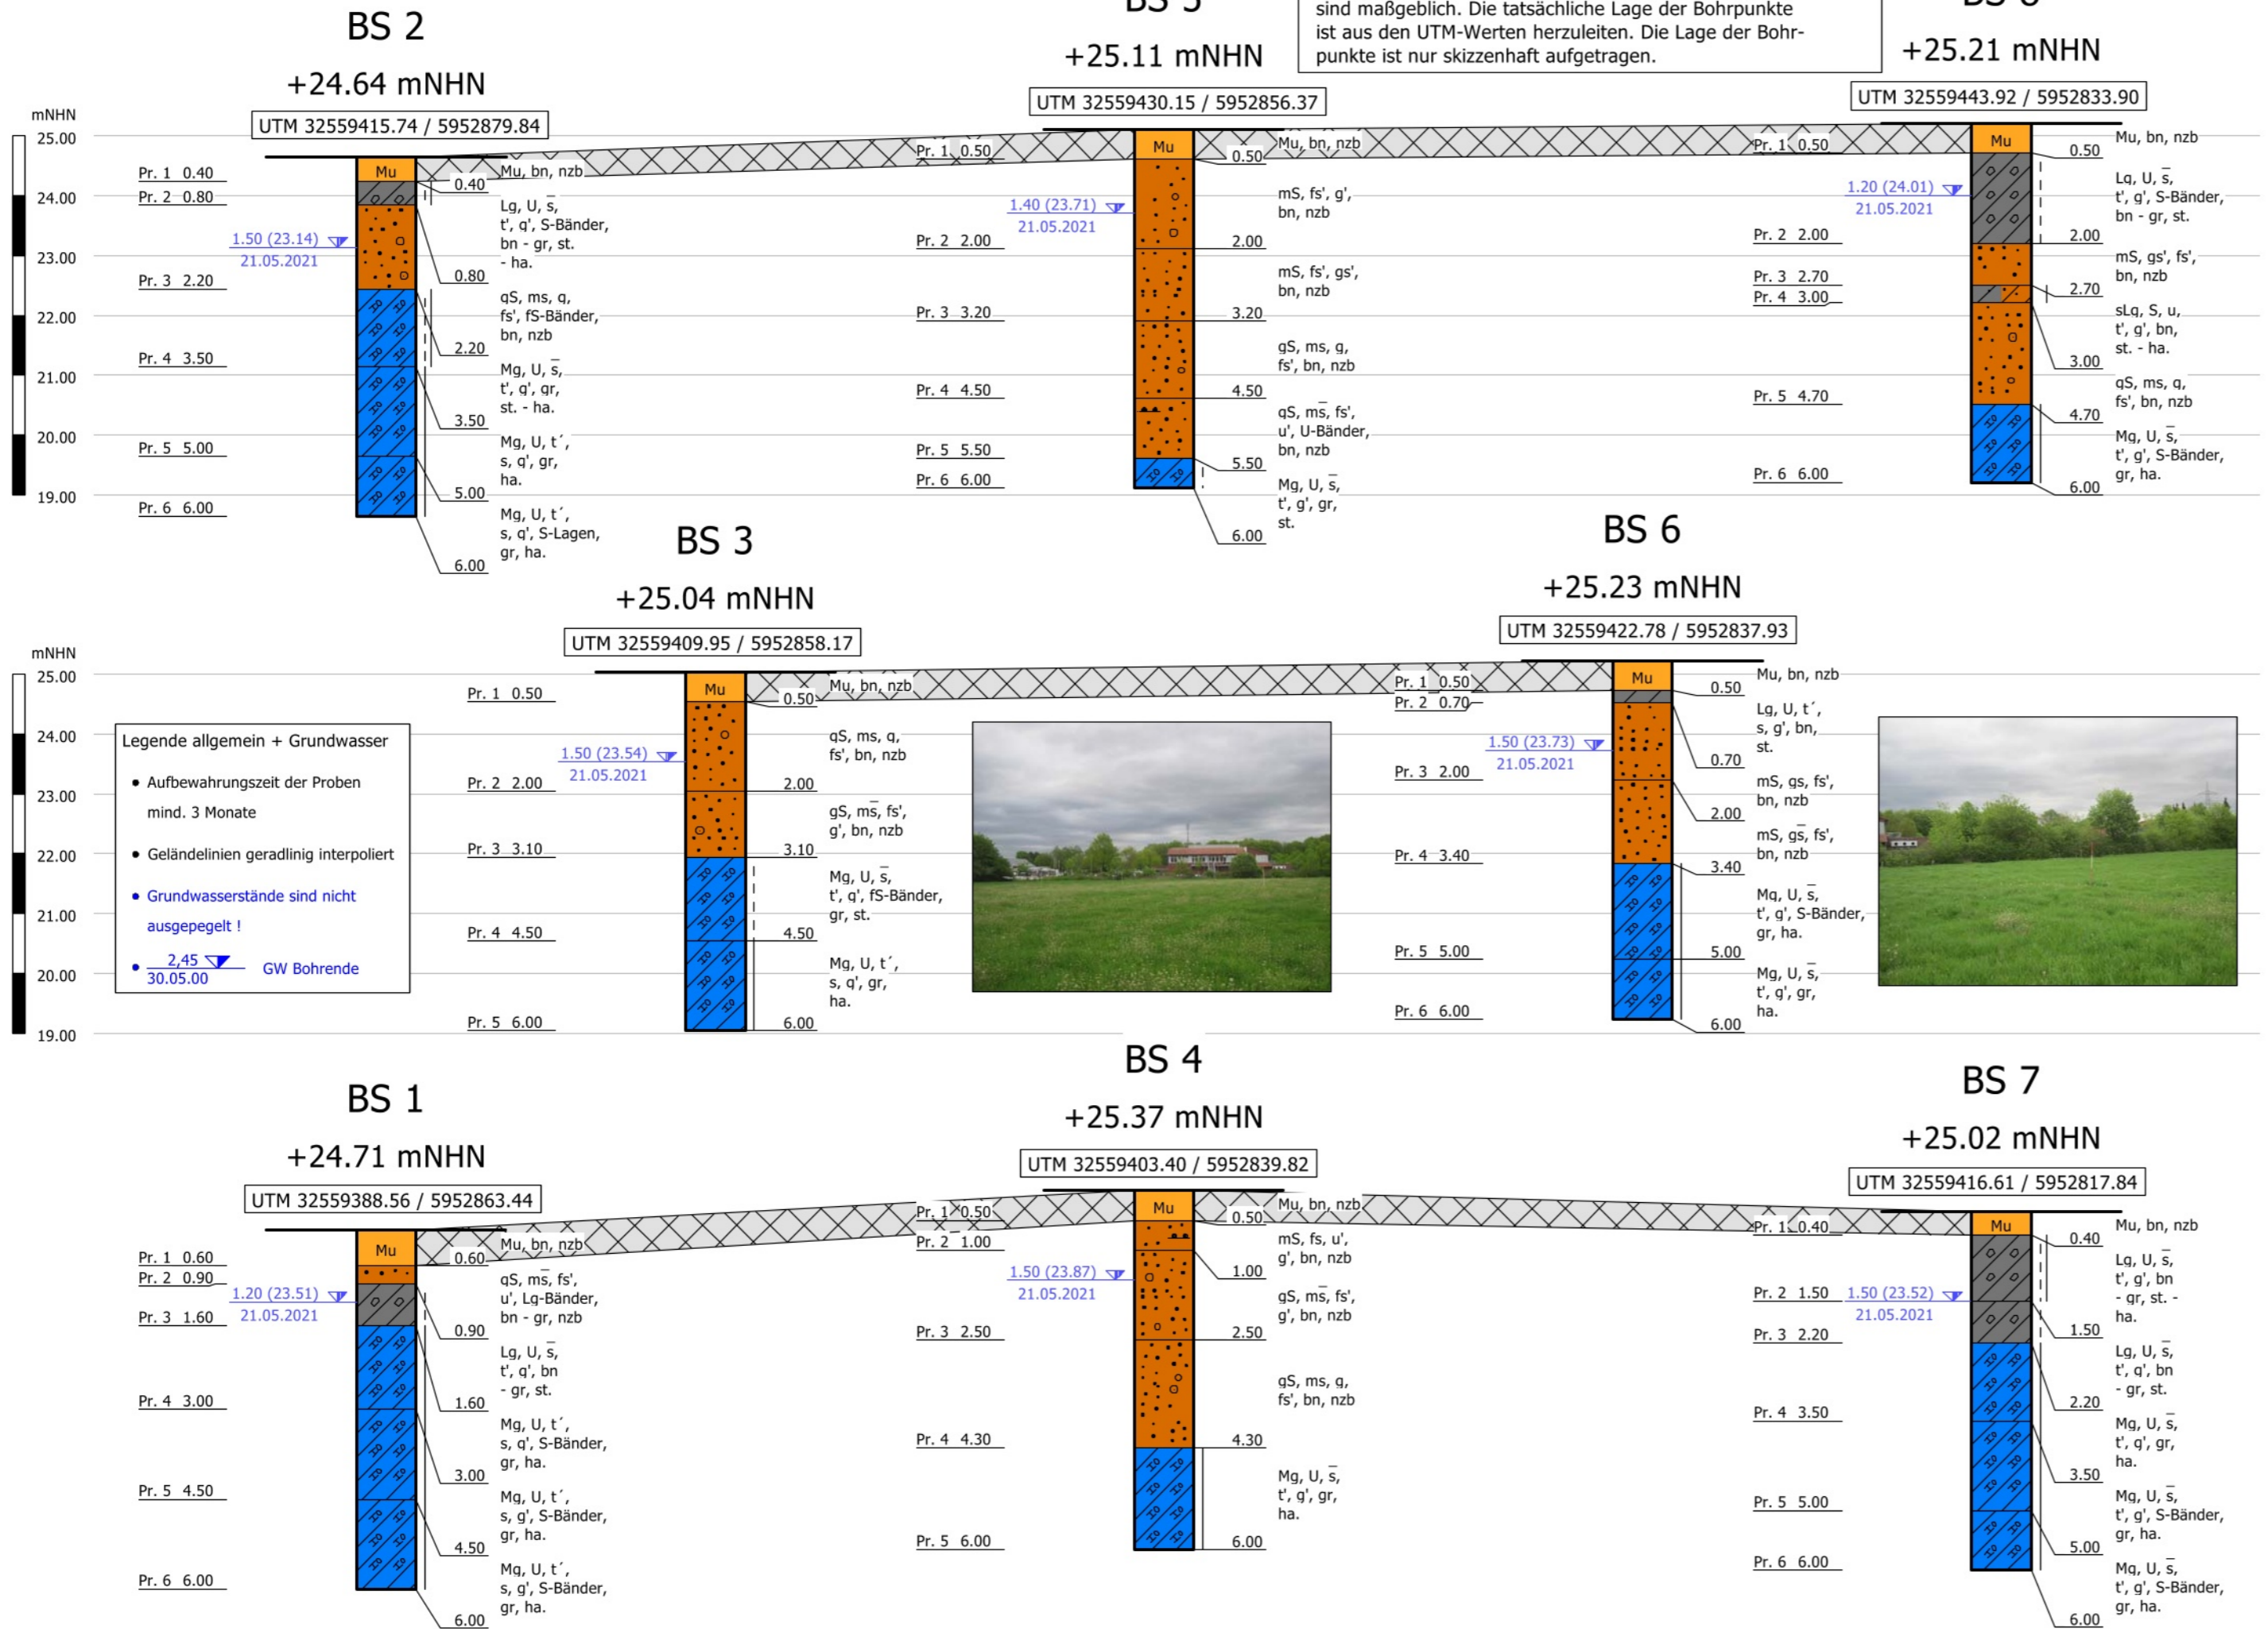 BS 2
+24.64 mNHN
UTM 32559415.74 / 5952879.84
BS
+25.11 mNHN
UTM 32559430.15 / 5952856.37
sind maßgeblich. Die tatsächliche Lage der Bohrpunkte
ist aus den UTM-Werten herzuleiten. Die Lage der Bohr-
punkte ist nur skizzenhaft aufgetragen.
BS
+25.21 mNHN
UTM 32559443.92 / 5952833.90
mNHN
25.00
24.00
23.00
22.00
21.00
20.00
19.00
Pr. 1 0.40
Pr. 2 0.80
1.50 (23.14)
21.05.2021
Pr. 3 2.20
Pr. 4 3.50
Pr. 5 5.00
Pr. 6 6.00
Mu
0.40
0.80
2.20
3.50
5.00
6.00
Mu, bn, nzb
Lg, U, s̅,
t', g', S-Bänder,
bn - gr, st.
- ha.
gS, ms, g,
fs', fS-Bänder,
bn, nzb
Mg, U, s̅,
t', g', gr,
st. - ha.
Mg, U, t´,
s, g', gr,
ha.
Mg, U, t´,
s, g', S-Lagen,
gr, ha.
Pr. 1 0.50
1.40 (23.71)
21.05.2021
Pr. 2 2.00
Pr. 3 3.20
Pr. 4 4.50
Pr. 5 5.50
Pr. 6 6.00
Mu
0.50
2.00
3.20
4.50
5.50
6.00
Mu, bn, nzb
mS, fs', g',
bn, nzb
mS, fs', gs',
bn, nzb
gS, ms, g,
fs', bn, nzb
gS, ms̅, fs',
u', U-Bänder,
bn, nzb
Mg, U, s̅,
t', g', gr,
st.
Pr. 1 0.50
1.20 (24.01)
21.05.2021
Pr. 2 2.00
Pr. 3 2.70
Pr. 4 3.00
Pr. 5 4.70
Pr. 6 6.00
Mu
0.50
2.00
2.70
3.00
4.70
6.00
Mu, bn, nzb
Lg, U, s̅,
t', g', S-Bänder,
bn - gr, st.
mS, gs', fs',
bn, nzb
sLg, S, u,
t', g', bn,
st. - ha.
gS, ms, g,
fs', bn, nzb
Mg, U, s̅,
t', g', S-Bänder,
gr, ha.
BS 3
+25.04 mNHN
UTM 32559409.95 / 5952858.17
BS 6
+25.23 mNHN
UTM 32559422.78 / 5952837.93
mNHN
25.00
24.00
23.00
22.00
21.00
20.00
19.00
Legende allgemein + Grundwasser
• Aufbewahrungszeit der Proben
mind. 3 Monate
• Geländelinien geradlinig interpoliert
• Grundwasserstände sind nicht
ausgepegelt !
• 2,45 GW Bohrende
30.05.00
Pr. 1 0.50
1.50 (23.54)
21.05.2021
Pr. 2 2.00
Pr. 3 3.10
Pr. 4 4.50
Pr. 5 6.00
Mu
0.50
2.00
3.10
4.50
6.00
Mu, bn, nzb
gS, ms, g,
fs', bn, nzb
gS, ms̅, fs',
g', bn, nzb
Mg, U, s̅,
t', g', fS-Bänder,
gr, st.
Mg, U, t´,
s, g', gr,
ha.
Pr. 1 0.50
Pr. 2 0.70
1.50 (23.73)
21.05.2021
Pr. 3 2.00
Pr. 4 3.40
Pr. 5 5.00
Pr. 6 6.00
Mu
0.50
0.70
2.00
3.40
5.00
6.00
Mu, bn, nzb
Lg, U, t´,
s, g', bn,
st.
mS, gs, fs',
bn, nzb
mS, gs̅, fs',
bn, nzb
Mg, U, s̅,
t', g', S-Bänder,
gr, ha.
Mg, U, s̅,
t', g', gr,
ha.
BS 1
+24.71 mNHN
UTM 32559388.56 / 5952863.44
BS 4
+25.37 mNHN
UTM 32559403.40 / 5952839.82
BS 7
+25.02 mNHN
UTM 32559416.61 / 5952817.84
Pr. 1 0.60
Pr. 2 0.90
1.20 (23.51)
21.05.2021
Pr. 3 1.60
Pr. 4 3.00
Pr. 5 4.50
Pr. 6 6.00
Mu
0.60
0.90
1.60
3.00
4.50
6.00
Mu, bn, nzb
gS, ms̅, fs',
u', Lg-Bänder,
bn - gr, nzb
Lg, U, s̅,
t', g', bn
- gr, st.
Mg, U, t´,
s, g', S-Bänder,
gr, ha.
Mg, U, t´,
s, g', S-Bänder,
gr, ha.
Mg, U, t´,
s, g', S-Bänder,
gr, ha.
Pr. 1 0.50
Pr. 2 1.00
1.50 (23.87)
21.05.2021
Pr. 3 2.50
Pr. 4 4.30
Pr. 5 6.00
Mu
0.50
1.00
2.50
4.30
6.00
Mu, bn, nzb
mS, fs, u',
g', bn, nzb
gS, ms̅, fs',
g', bn, nzb
gS, ms, g,
fs', bn, nzb
Mg, U, s̅,
t', g', gr,
ha.
Pr. 1 0.40
Pr. 2 1.50
1.50 (23.52)
21.05.2021
Pr. 3 2.20
Pr. 4 3.50
Pr. 5 5.00
Pr. 6 6.00
Mu
0.40
1.50
2.20
3.50
5.00
6.00
Mu, bn, nzb
Lg, U, s̅,
t', g', bn
- gr, st. -
ha.
Lg, U, s̅,
t', g', bn
- gr, st.
Mg, U, s̅,
t', g', gr,
ha.
Mg, U, s̅,
t', g', S-Bänder,
gr, ha.
Mg, U, s̅,
t', g', S-Bänder,
gr, ha.